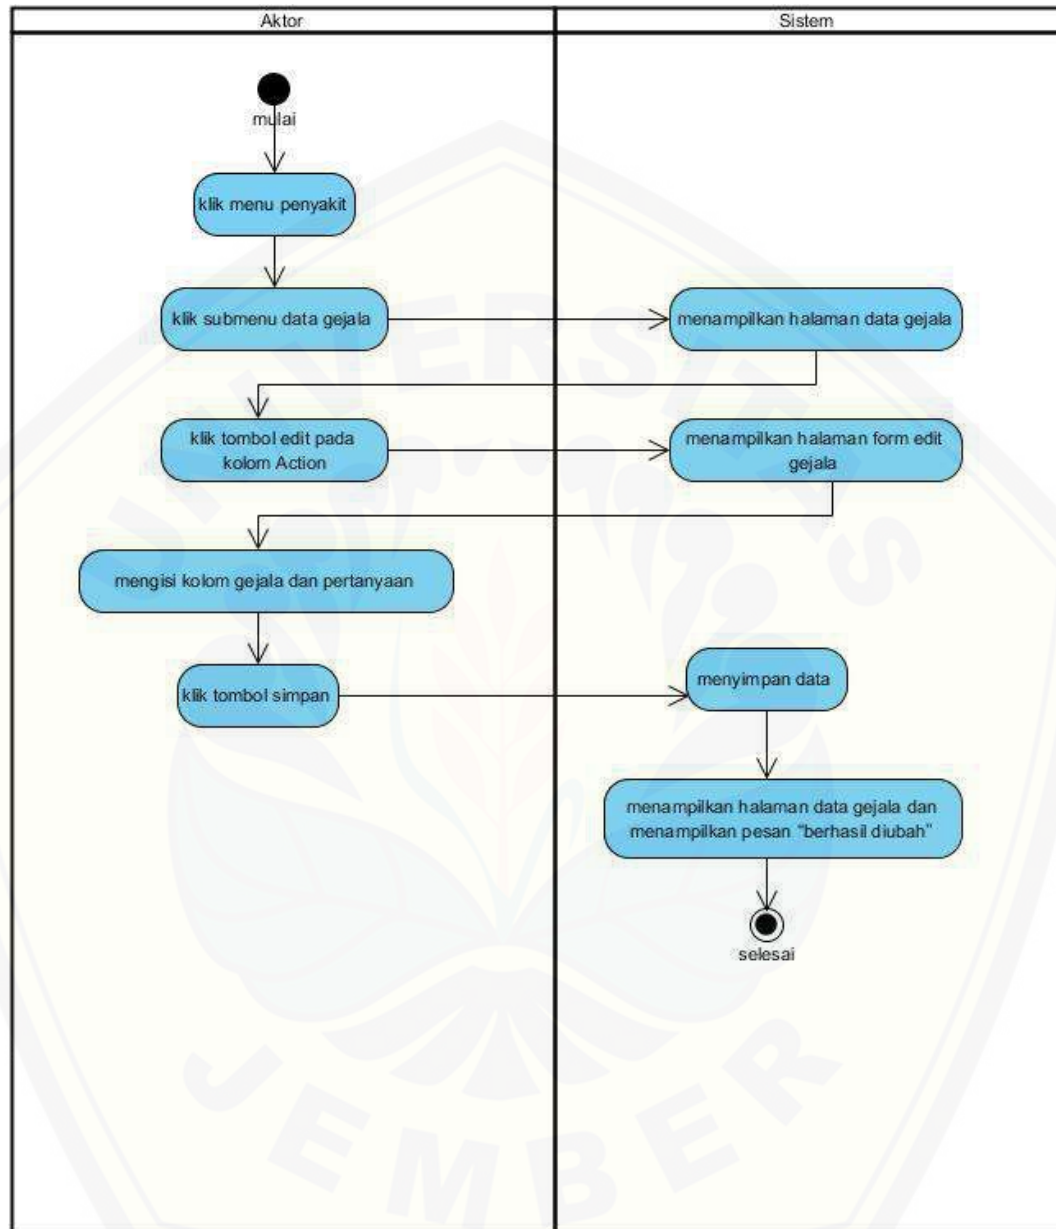 Aktor
Sistem
mulai
klik menu penyakit
klik submenu data gejala
menampilkan halaman data gejala
klik tombol edit pada
kolom Action
menampilkan halaman form edit
gejala
mengisi kolom gejala dan pertanyaan
klik tombol simpan
menyimpan data
menampilkan halaman data gejala dan
menampilkan pesan "berhasil diubah"
selesai
UNIVERSITAS
JEMBER